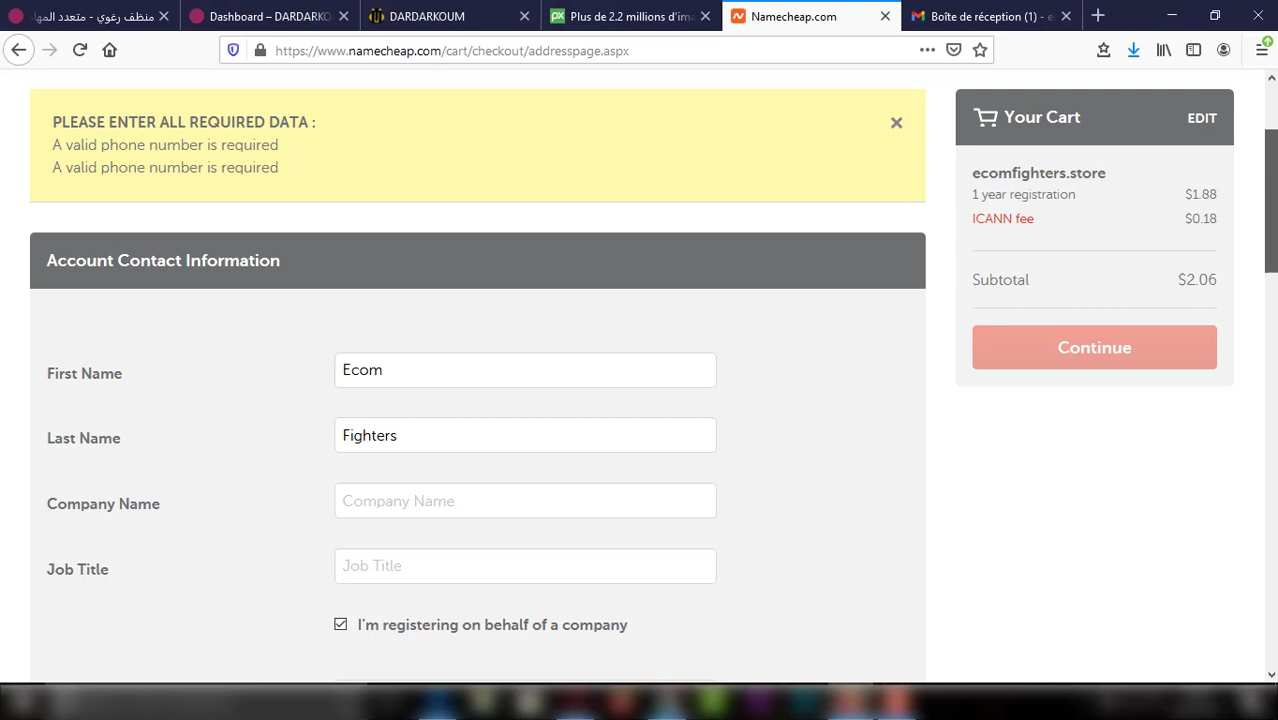 منظف رغوي - متعدد المها
Dashboard – DARDARKO
DARDARKOUM
Plus de 2.2 millions d'ima
Namecheap.com
Boîte de réception (1) - e
https://www.namecheap.com/cart/checkout/addresspage.aspx
PLEASE ENTER ALL REQUIRED DATA :
A valid phone number is required
A valid phone number is required
Your Cart
EDIT
ecomfighters.store
1 year registration $1.88
ICANN fee $0.18
Subtotal $2.06
Continue
Account Contact Information
First Name
Ecom
Last Name
Fighters
Company Name
Company Name
Job Title
Job Title
I'm registering on behalf of a company